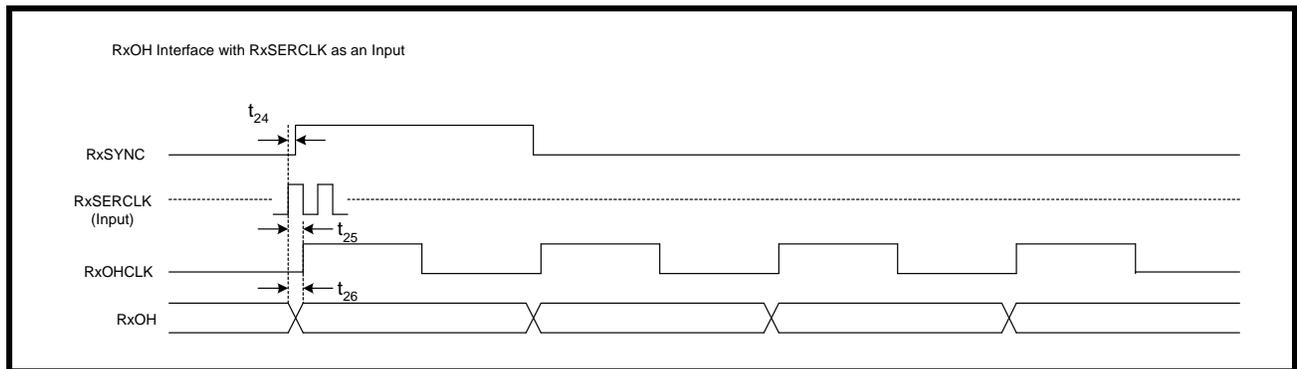 RxOH Interface with RxSERCLK as an Input
t24
RxSYNC
RxSERCLK
(Input)
t25
RxOHCLK
t26
RxOH